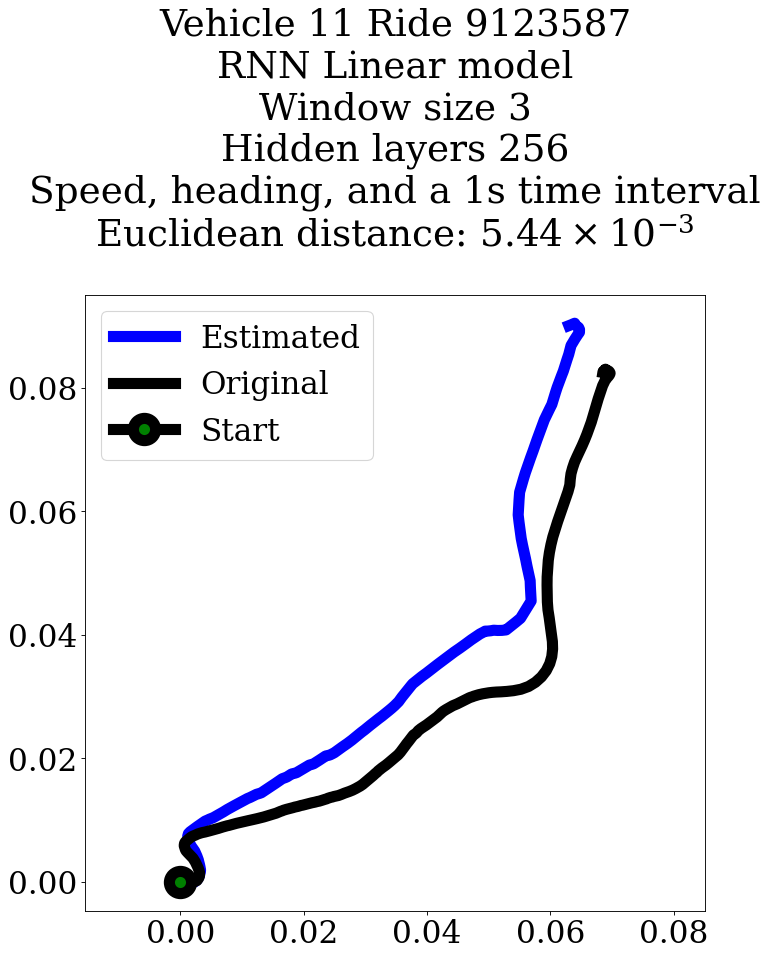 Vehicle 11 Ride 9123587
RNN Linear model
Window size 3
Hidden layers 256
Speed, heading, and a 1s time interval
Euclidean distance: 5.44 × 10⁻³
Estimated
Original
Start
0.08
0.06
0.04
0.02
0.00
0.00 0.02 0.04 0.06 0.08